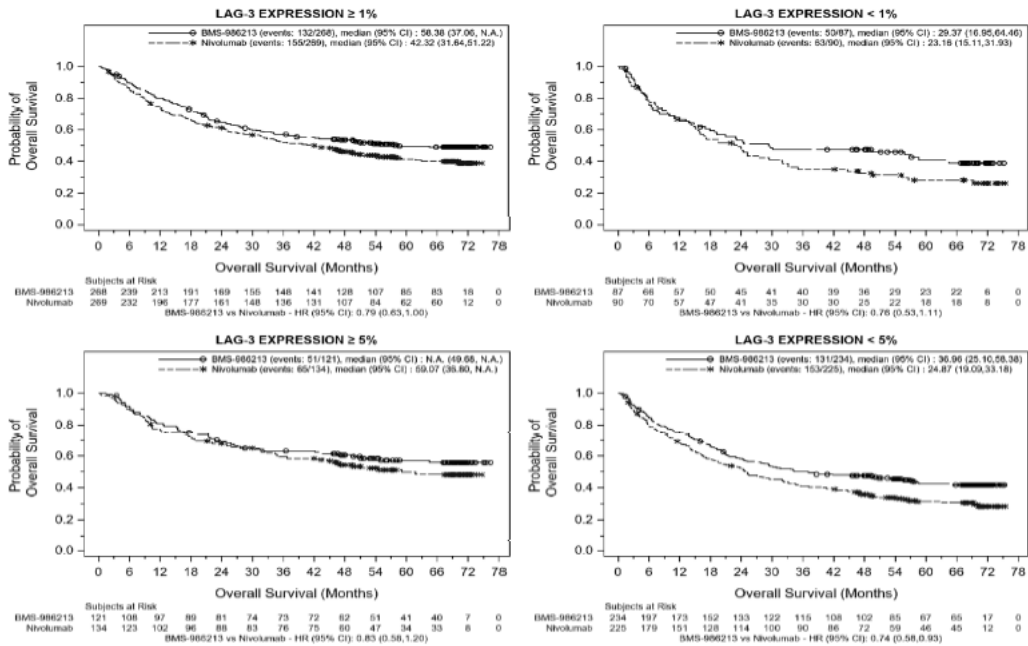 LAG-3 EXPRESSION ≥ 1%
BMS-986213 (events: 132/268), median (95% CI) : 58.38 (37.06, N.A.)
Nivolumab (events: 155/269), median (95% CI) : 42.32 (31.64,51.22)
Probability of
Overall Survival
1.0
0.8
0.6
0.4
0.2
0.0
0 6 12 18 24 30 36 42 48 54 60 66 72 78
Overall Survival (Months)
Subjects at Risk
BMS-986213 268 239 213 191 169 155 148 141 128 107 85 83 18 0
Nivolumab 269 232 196 177 161 148 136 131 107 84 62 60 12 0
BMS-986213 vs Nivolumab - HR (95% CI): 0.79 (0.63,1.00)
LAG-3 EXPRESSION < 1%
BMS-986213 (events: 50/87), median (95% CI) : 29.37 (16.95,64.46)
Nivolumab (events: 63/90), median (95% CI) : 23.16 (15.11,31.93)
Probability of
Overall Survival
1.0
0.8
0.6
0.4
0.2
0.0
0 6 12 18 24 30 36 42 48 54 60 66 72 78
Overall Survival (Months)
Subjects at Risk
BMS-986213 87 66 57 50 45 41 40 39 36 29 23 22 6 0
Nivolumab 90 70 57 47 41 35 30 30 25 22 18 18 8 0
BMS-986213 vs Nivolumab - HR (95% CI): 0.76 (0.53,1.11)
LAG-3 EXPRESSION ≥ 5%
BMS-986213 (events: 51/121), median (95% CI) : N.A. (49.68, N.A.)
Nivolumab (events: 65/134), median (95% CI) : 59.07 (36.80, N.A.)
Probability of
Overall Survival
1.0
0.8
0.6
0.4
0.2
0.0
0 6 12 18 24 30 36 42 48 54 60 66 72 78
Overall Survival (Months)
Subjects at Risk
BMS-986213 121 108 97 89 81 74 73 72 62 51 41 40 7 0
Nivolumab 134 123 102 96 88 83 76 75 60 47 34 33 8 0
BMS-986213 vs Nivolumab - HR (95% CI): 0.83 (0.58,1.20)
LAG-3 EXPRESSION < 5%
BMS-986213 (events: 131/234), median (95% CI) : 36.96 (25.10,58.38)
Nivolumab (events: 153/225), median (95% CI) : 24.87 (19.09,33.18)
Probability of
Overall Survival
1.0
0.8
0.6
0.4
0.2
0.0
0 6 12 18 24 30 36 42 48 54 60 66 72 78
Overall Survival (Months)
Subjects at Risk
BMS-986213 234 197 173 152 133 122 115 108 102 85 67 65 17 0
Nivolumab 225 179 151 128 114 100 90 86 72 59 46 45 12 0
BMS-986213 vs Nivolumab - HR (95% CI): 0.74 (0.58,0.93)